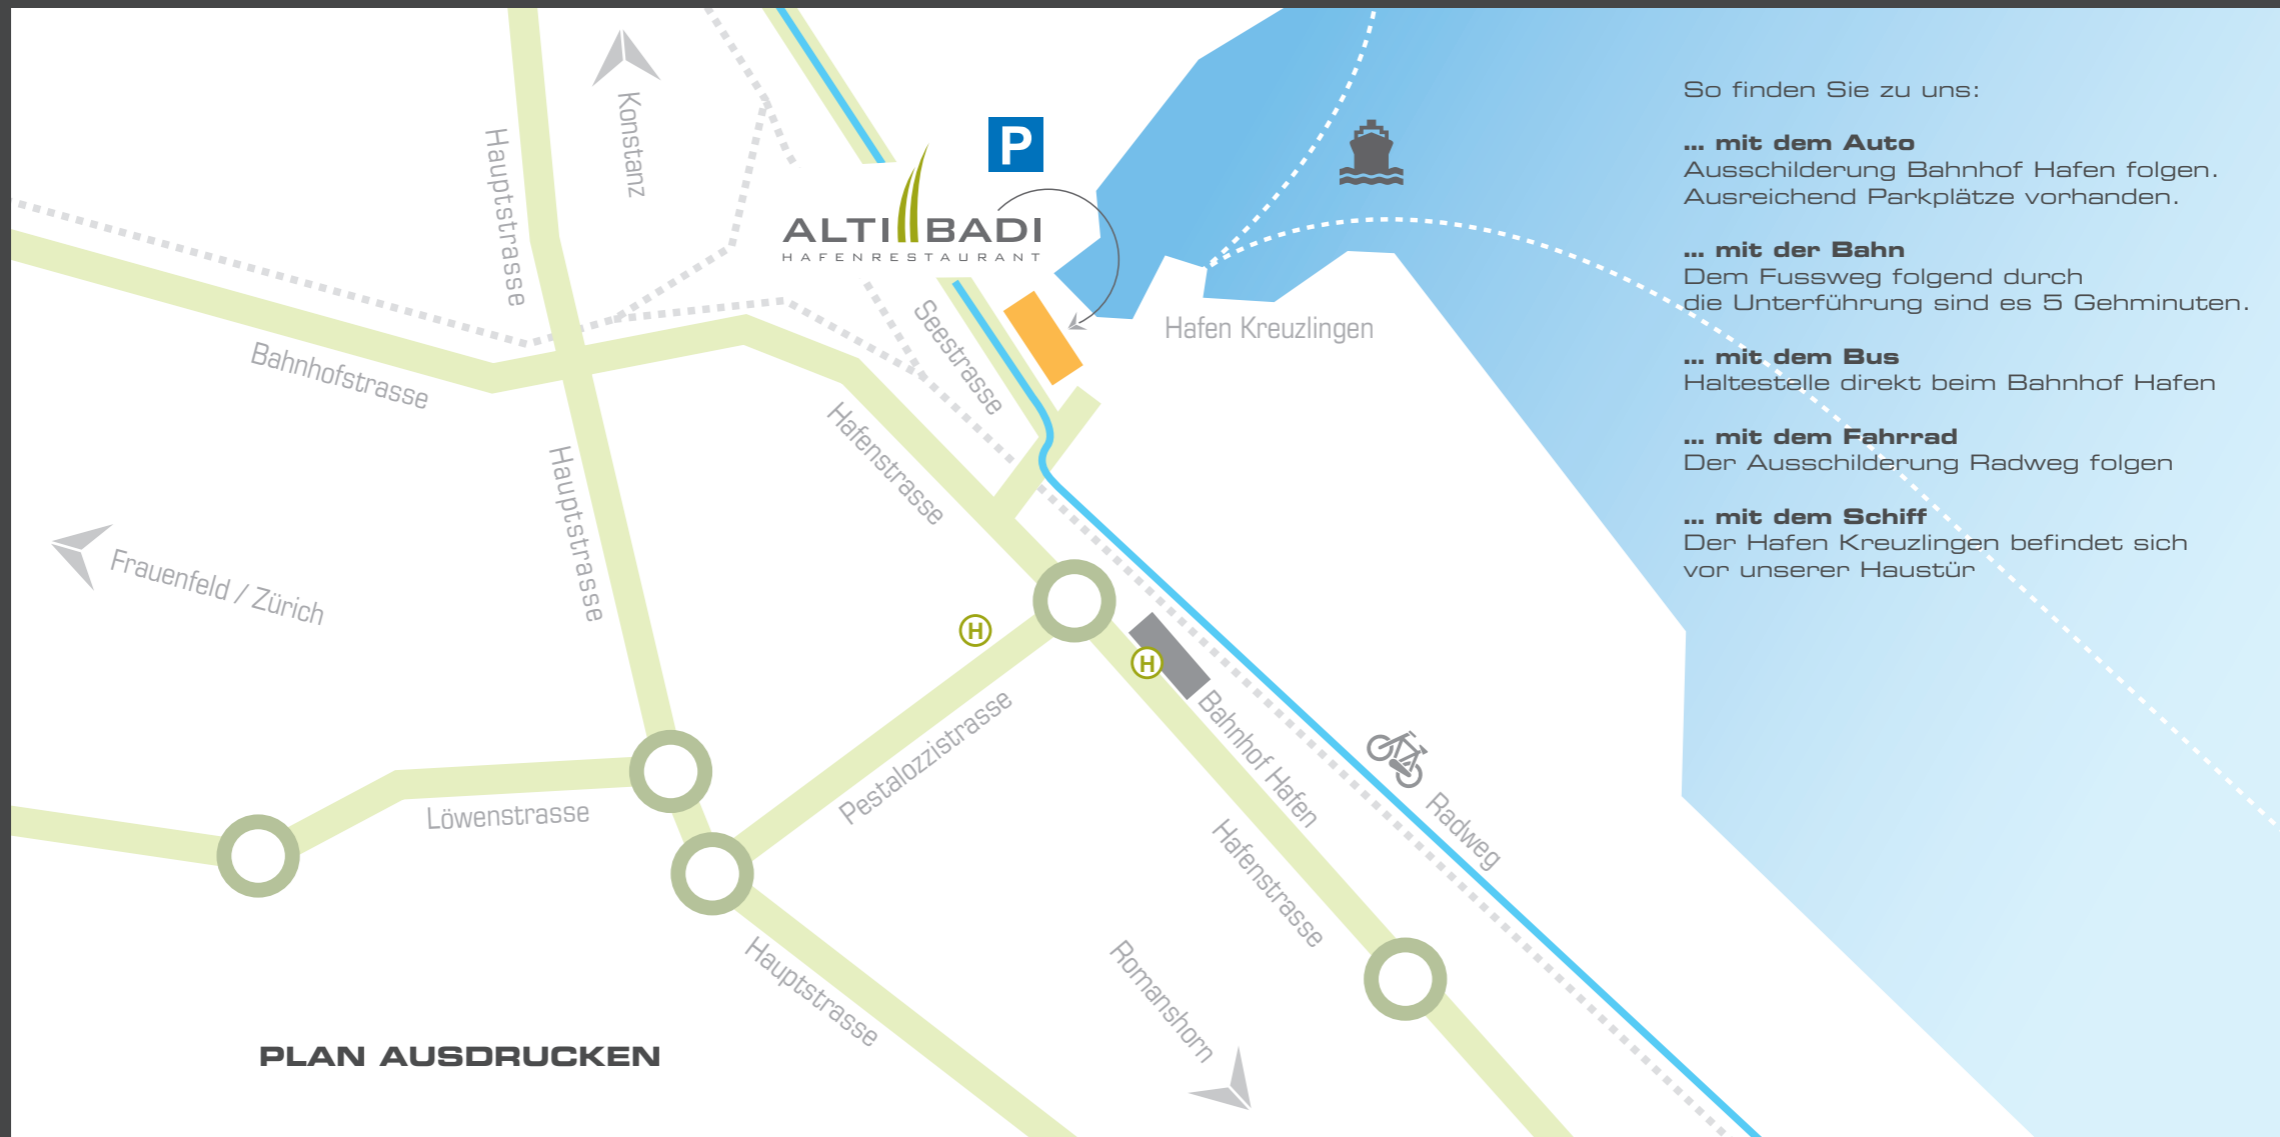 Konstanz
Hauptstrasse
P
ALTI BADI
HAFENRESTAURANT
Bahnhofstrasse
Seestrasse
Hafen Kreuzlingen
Hafenstrasse
Hauptstrasse
Frauenfeld / Zürich
H
H
Pestalozzistrasse
Bahnhof Hafen
Löwenstrasse
Radweg
Hafenstrasse
Hauptstrasse
Romanshorn
PLAN AUSDRUCKEN
So finden Sie zu uns:
... mit dem Auto
Ausschilderung Bahnhof Hafen folgen.
Ausreichend Parkplätze vorhanden.
... mit der Bahn
Dem Fussweg folgend durch
die Unterführung sind es 5 Gehminuten.
... mit dem Bus
Haltestelle direkt beim Bahnhof Hafen
... mit dem Fahrrad
Der Ausschilderung Radweg folgen
... mit dem Schiff
Der Hafen Kreuzlingen befindet sich
vor unserer Haustür